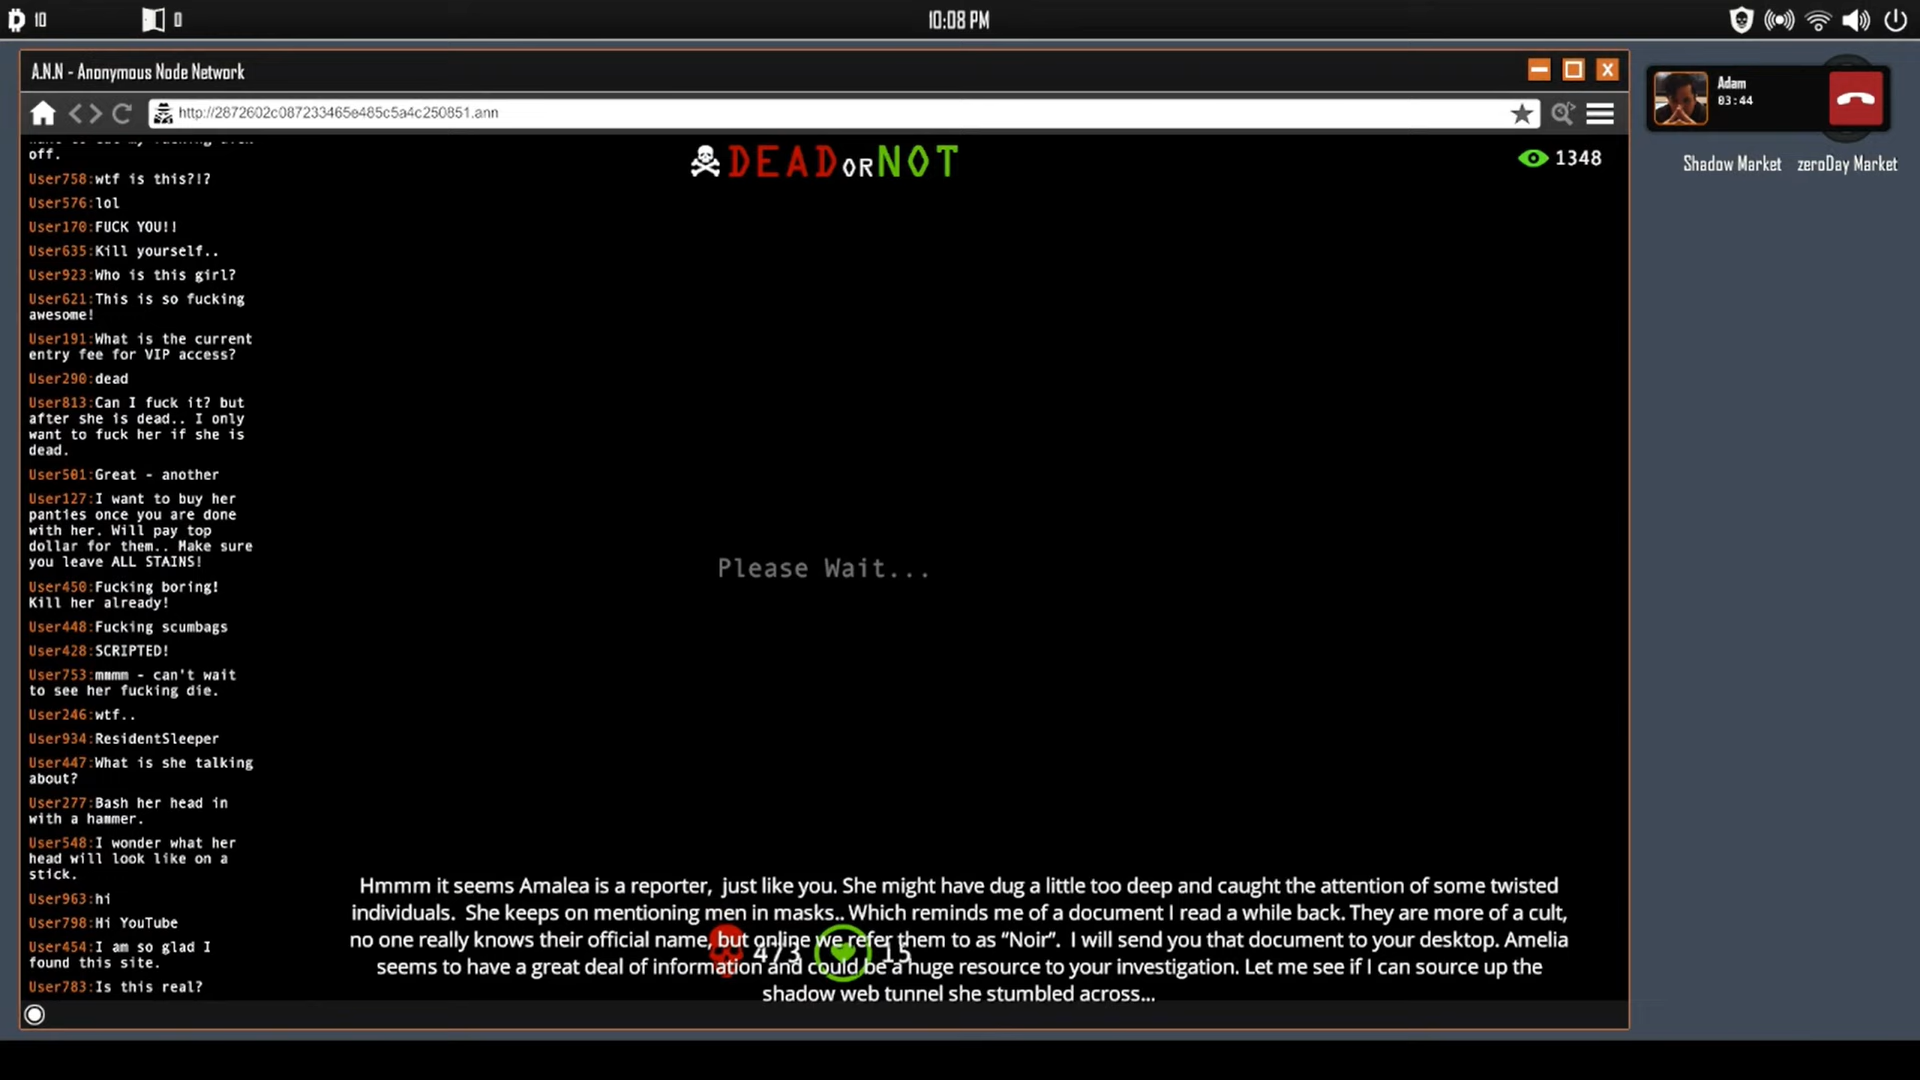 10
0
10:08 PM
A.N.N - Anonymous Node Network
http://2872602c087233465e485c5a4c250851.ann
Adam
03:44
Shadow Market zeroDay Market
DEAD OR NOT
1348
off.
User758:wtf is this?!?
User576:lol
User170:FUCK YOU!!
User635:Kill yourself..
User923:Who is this girl?
User621:This is so fucking
awesome!
User191:What is the current
entry fee for VIP access?
User290:dead
User813:Can I fuck it? but
after she is dead.. I only
want to fuck her if she is
dead.
User501:Great - another
User127:I want to buy her
panties once you are done
with her. Will pay top
dollar for them.. Make sure
you leave ALL STAINS!
User450:Fucking boring!
Kill her already!
User448:Fucking scumbags
User428:SCRIPTED!
User753:mmmm - can't wait
to see her fucking die.
User246:wtf..
User934:ResidentSleeper
User447:What is she talking
about?
User277:Bash her head in
with a hammer.
User548:I wonder what her
head will look like on a
stick.
User963:hi
User798:Hi YouTube
User454:I am so glad I
found this site.
User783:Is this real?
Please Wait...
Hmmm it seems Amalea is a reporter, just like you. She might have dug a little too deep and caught the attention of some twisted
individuals. She keeps on mentioning men in masks.. Which reminds me of a document I read a while back. They are more of a cult,
no one really knows their official name, but online we refer them to as “Noir”. I will send you that document to your desktop. Amelia
seems to have a great deal of information and could be a huge resource to your investigation. Let me see if I can source up the
shadow web tunnel she stumbled across...
473
15